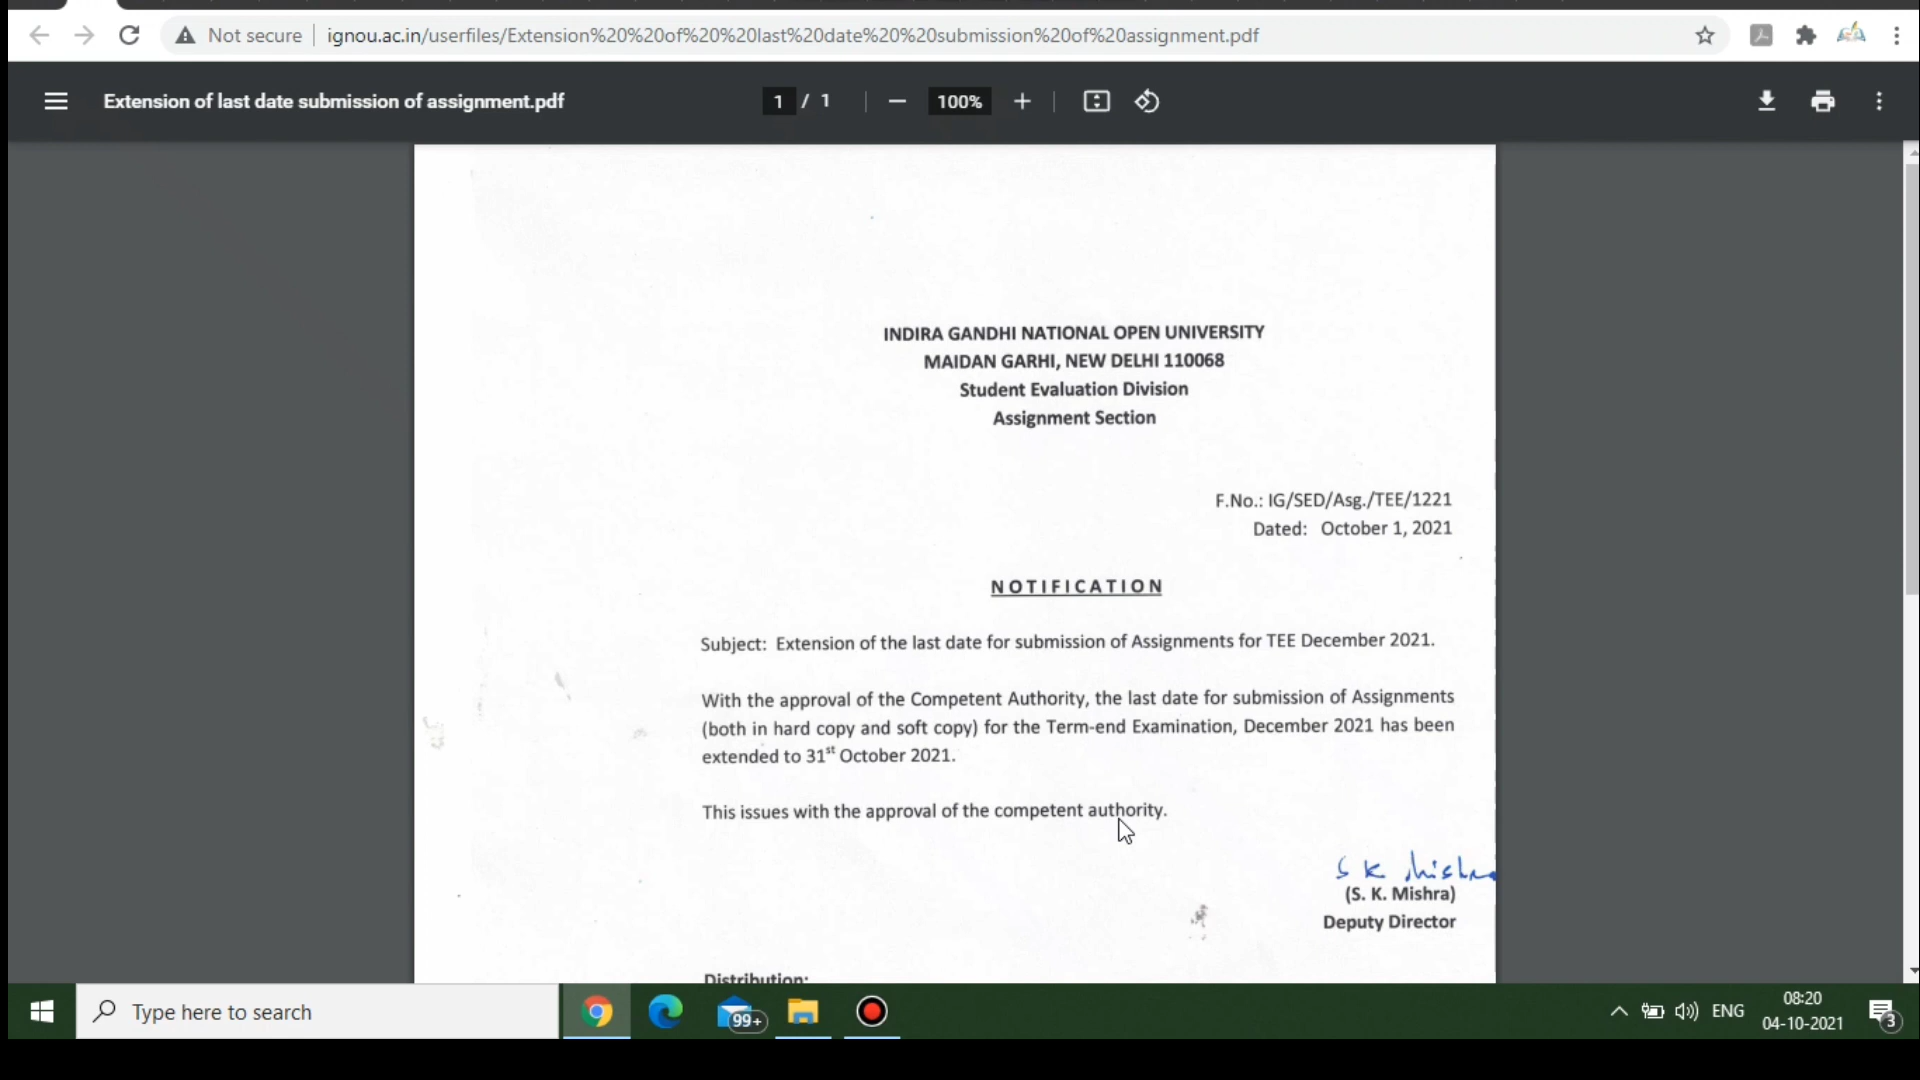 Not secure
ignou.ac.in/userfiles/Extension%20%20of%20%20last%20date%20%20submission%20of%20assignment.pdf
Extension of last date submission of assignment.pdf
1 / 1
100%
INDIRA GANDHI NATIONAL OPEN UNIVERSITY
MAIDAN GARHI, NEW DELHI 110068
Student Evaluation Division
Assignment Section
F.No.: IG/SED/Asg./TEE/1221
Dated: October 1, 2021
NOTIFICATION
Subject: Extension of the last date for submission of Assignments for TEE December 2021.
With the approval of the Competent Authority, the last date for submission of Assignments
(both in hard copy and soft copy) for the Term-end Examination, December 2021 has been
extended to 31st October 2021.
This issues with the approval of the competent authority.
S K Mishra
(S. K. Mishra)
Deputy Director
Distribution:
Type here to search
99+
ENG
08:20
04-10-2021
3